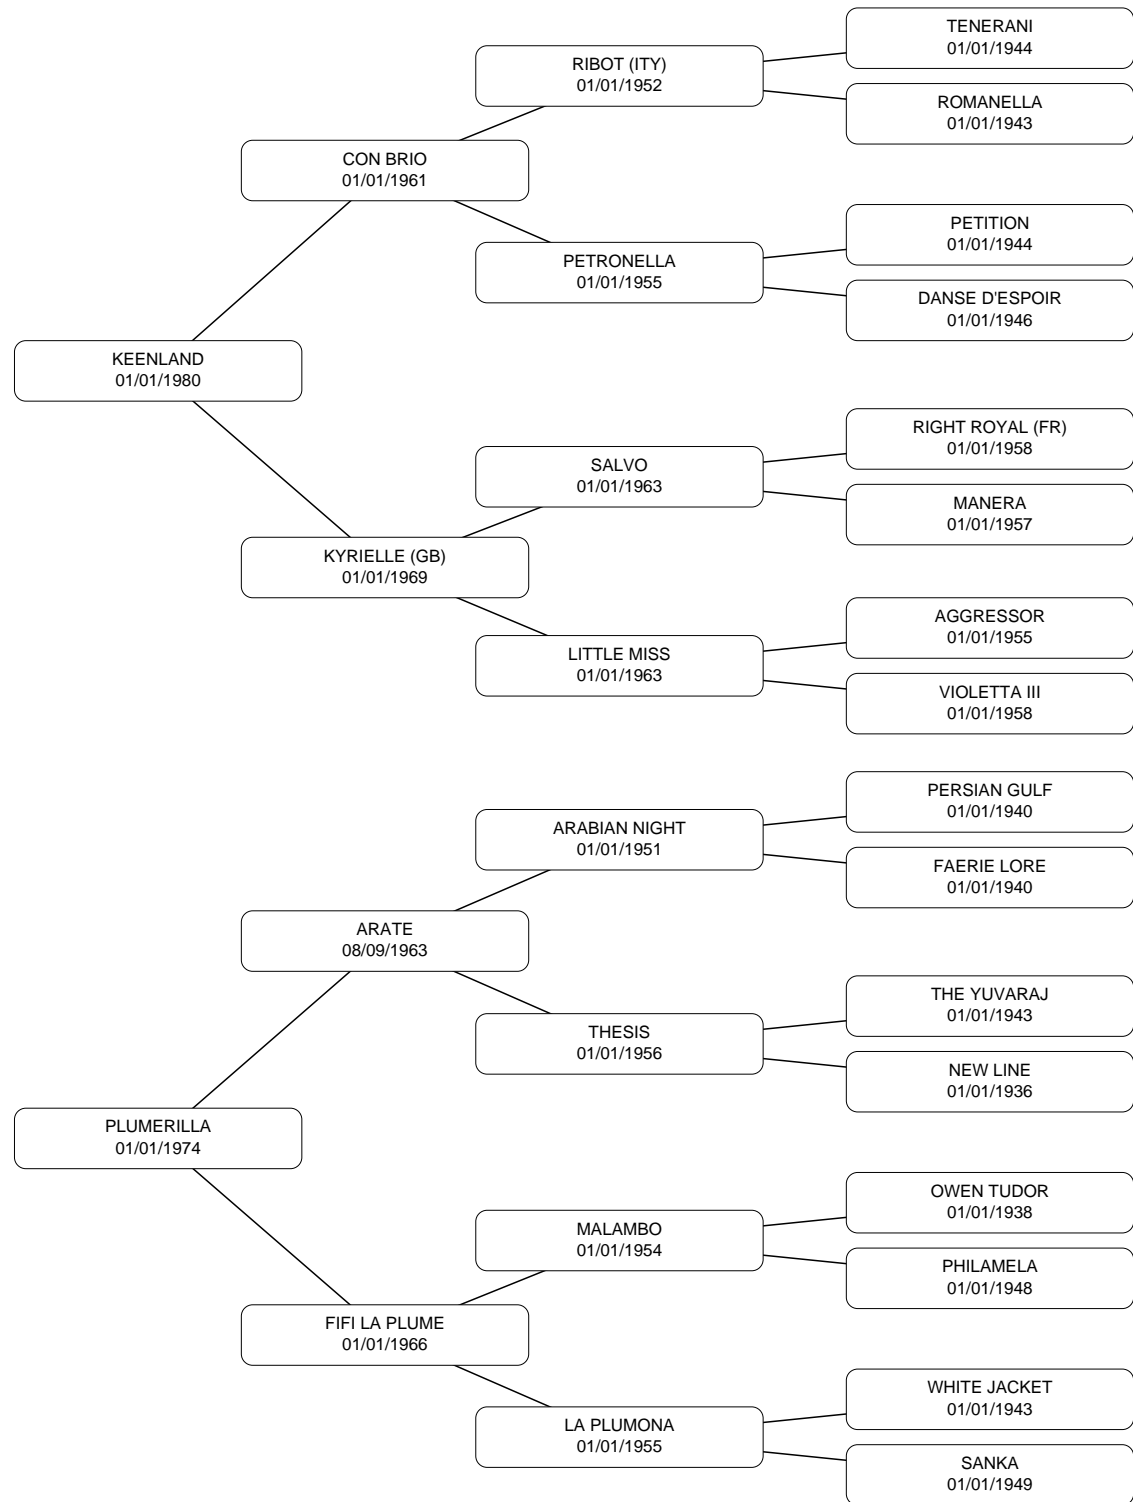 TENERANI
01/01/1944
RIBOT (ITY)
01/01/1952
ROMANELLA
01/01/1943
CON BRIO
01/01/1961
PETITION
01/01/1944
PETRONELLA
01/01/1955
DANSE D'ESPOIR
01/01/1946
KEENLAND
01/01/1980
RIGHT ROYAL (FR)
01/01/1958
SALVO
01/01/1963
MANERA
01/01/1957
KYRIELLE (GB)
01/01/1969
AGGRESSOR
01/01/1955
LITTLE MISS
01/01/1963
VIOLETTA III
01/01/1958
PERSIAN GULF
01/01/1940
ARABIAN NIGHT
01/01/1951
FAERIE LORE
01/01/1940
ARATE
08/09/1963
THE YUVARAJ
01/01/1943
THESIS
01/01/1956
NEW LINE
01/01/1936
PLUMERILLA
01/01/1974
OWEN TUDOR
01/01/1938
MALAMBO
01/01/1954
PHILAMELA
01/01/1948
FIFI LA PLUME
01/01/1966
WHITE JACKET
01/01/1943
LA PLUMONA
01/01/1955
SANKA
01/01/1949